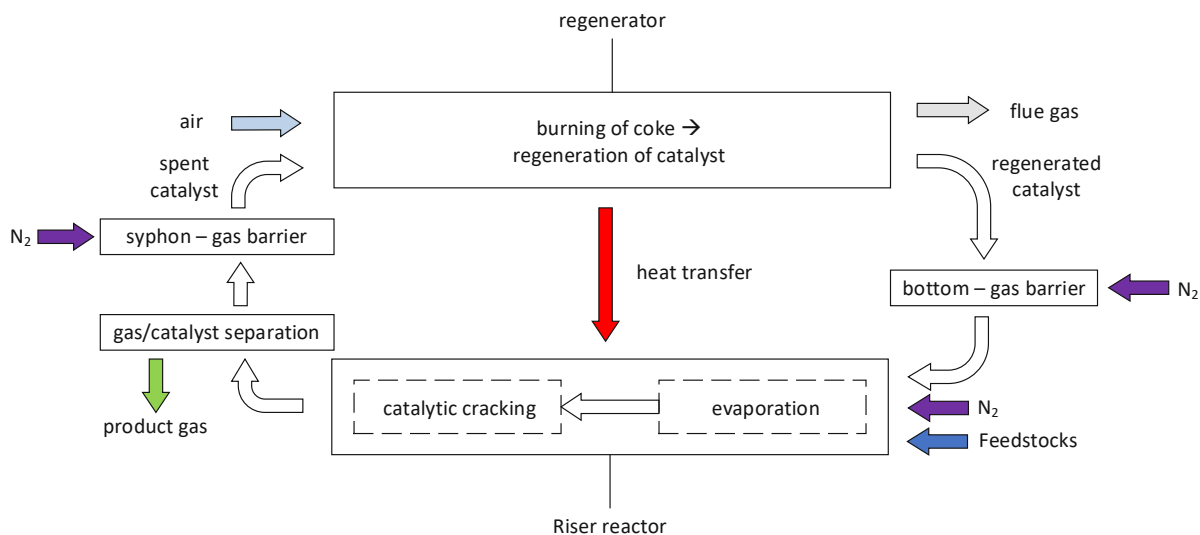 regenerator
air
burning of coke →
regeneration of catalyst
flue gas
spent
catalyst
regenerated
catalyst
N₂
syphon – gas barrier
heat transfer
bottom – gas barrier
N₂
gas/catalyst separation
product gas
catalytic cracking
evaporation
N₂
Feedstocks
Riser reactor